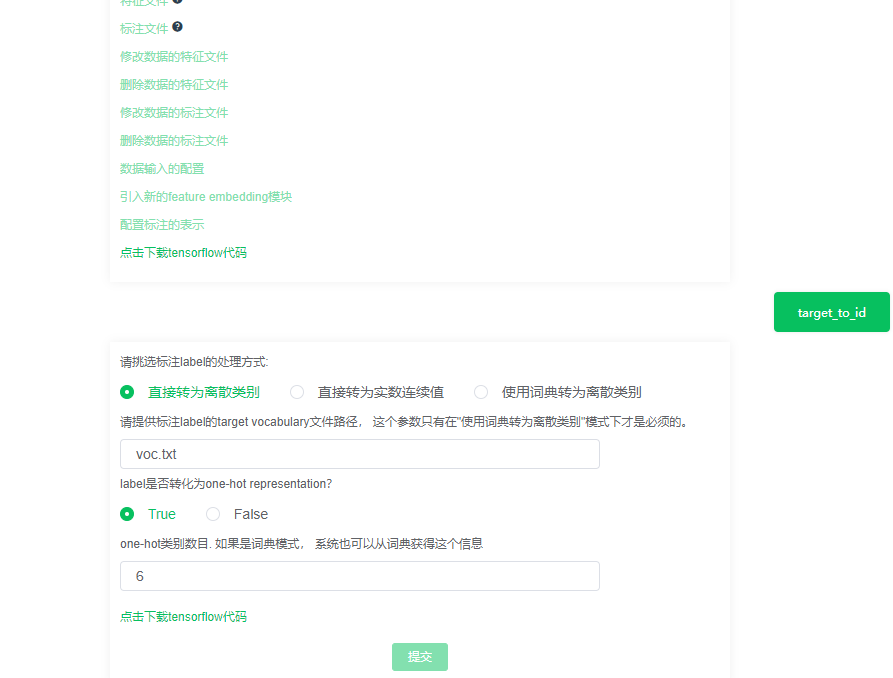 特征文件
标注文件
修改数据的特征文件
删除数据的特征文件
修改数据的标注文件
删除数据的标注文件
数据输入的配置
引入新的feature embedding模块
配置标注的表示
点击下载tensorflow代码
target_to_id
请挑选标注label的处理方式:
直接转为离散类别 直接转为实数连续值 使用词典转为离散类别
请提供标注label的target vocabulary文件路径， 这个参数只有在"使用词典转为离散类别"模式下才是必须的。
voc.txt
label是否转化为one-hot representation?
True False
one-hot类别数目. 如果是词典模式， 系统也可以从词典获得这个信息
6
点击下载tensorflow代码
提交